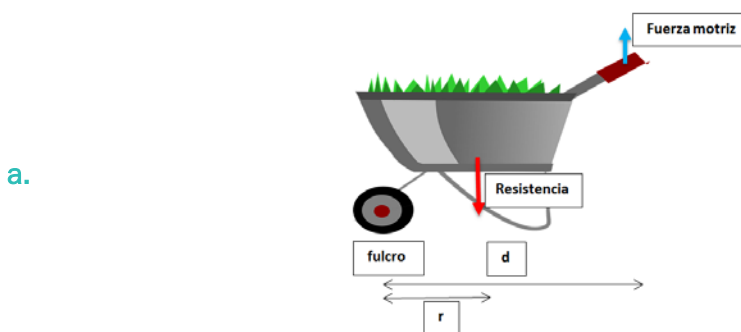 Fuerza motriz
a.
Resistencia
fulcro
d
r